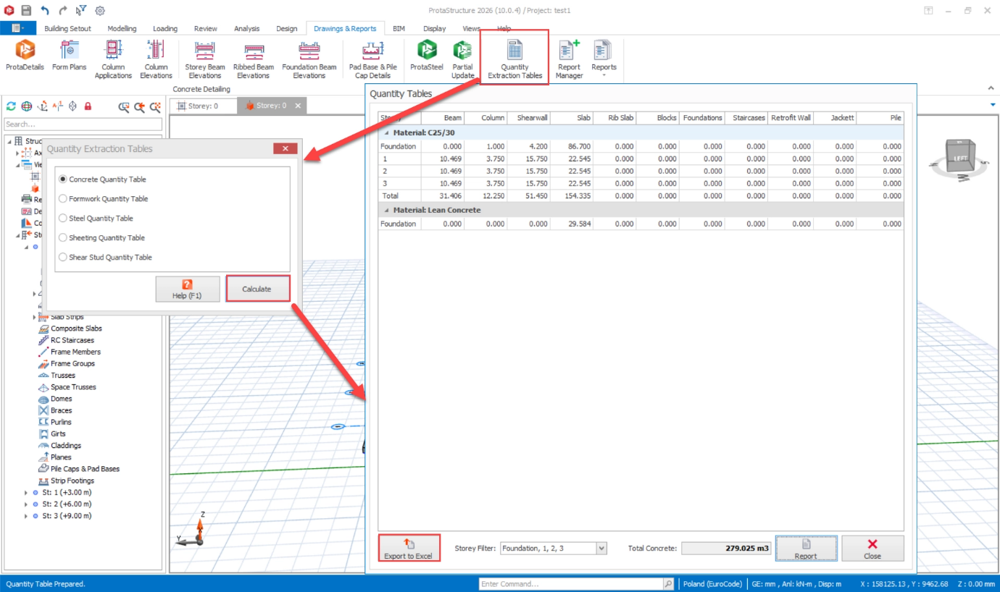 ProtaStructure 2026 (10.0.4) / Project: test1
Building Setout Modelling Loading Review Analysis Design Drawings & Reports BIM Display Views Help
ProtaDetails
Form Plans
Column
Applications
Column
Elevations
Storey Beam
Elevations
Ribbed Beam
Elevations
Foundation Beam
Elevations
Pad Base & Pile
Cap Details
ProtaSteel
Partial
Update
Quantity
Extraction Tables
Report
Manager
Reports
Concrete Detailing
Storey: 0
Storey: 0
Search...
Struc
Ax
Vie
Re
De
Co
St
Slab Strips
Composite Slabs
RC Staircases
Frame Members
Frame Groups
Trusses
Space Trusses
Domes
Braces
Purlins
Girts
Claddings
Planes
Pile Caps & Pad Bases
Strip Footings
St: 1 (+3.00 m)
St: 2 (+6.00 m)
St: 3 (+9.00 m)
Quantity Extraction Tables
Concrete Quantity Table
Formwork Quantity Table
Steel Quantity Table
Sheeting Quantity Table
Shear Stud Quantity Table
Help (F1)
Calculate
Quantity Tables
Beam Column Shearwall Slab Rib Slab Blocks Foundations Staircases Retrofit Wall Jackett Pile
Material: C25/30
Foundation 0.000 1.000 4.200 86.700 0.000 0.000 0.000 0.000 0.000 0.000 0.000
1 10.469 3.750 15.750 22.545 0.000 0.000 0.000 0.000 0.000 0.000 0.000
2 10.469 3.750 15.750 22.545 0.000 0.000 0.000 0.000 0.000 0.000 0.000
3 10.469 3.750 15.750 22.545 0.000 0.000 0.000 0.000 0.000 0.000 0.000
Total 31.406 12.250 51.450 154.335 0.000 0.000 0.000 0.000 0.000 0.000 0.000
Material: Lean Concrete
Foundation 0.000 0.000 0.000 29.584 0.000 0.000 0.000 0.000 0.000 0.000 0.000
LEFT
Z
X
Y
Export to Excel
Storey Filter: Foundation, 1, 2, 3
Total Concrete: 279.025 m3
Report
Close
Quantity Table Prepared.
Enter Command...
Poland (EuroCode)
GE: mm , Anl: kN-m , Disp: m
X : 158125.13 , Y : 9462.68 Z : 0.00 mm